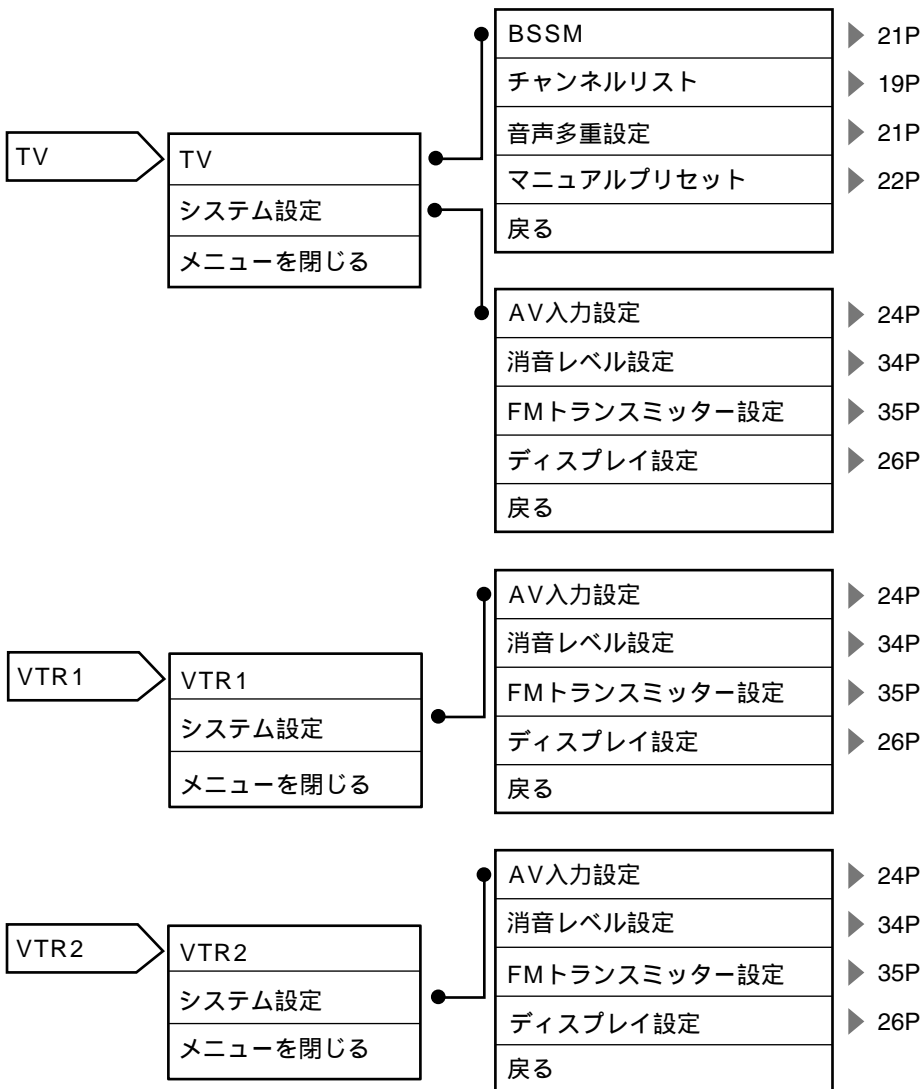 TV
TV
システム設定
メニューを閉じる
BSSM 21P
チャンネルリスト 19P
音声多重設定 21P
マニュアルプリセット 22P
戻る
AV入力設定 24P
消音レベル設定 34P
FMトランスミッター設定 35P
ディスプレイ設定 26P
戻る
VTR1
VTR1
システム設定
メニューを閉じる
AV入力設定 24P
消音レベル設定 34P
FMトランスミッター設定 35P
ディスプレイ設定 26P
戻る
VTR2
VTR2
システム設定
メニューを閉じる
AV入力設定 24P
消音レベル設定 34P
FMトランスミッター設定 35P
ディスプレイ設定 26P
戻る